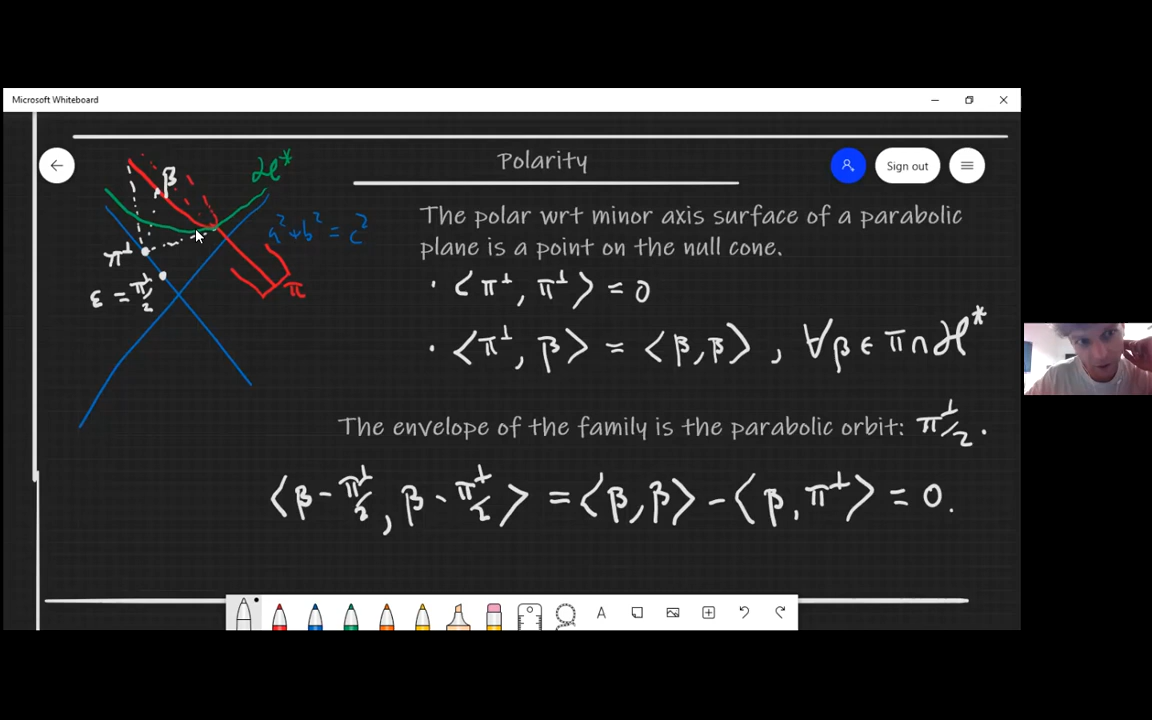 Microsoft Whiteboard
Polarity
Sign out
β
ℋ*
a² + b² = c²
π⊥
ε = π⊥/2
π
The polar wrt minor axis surface of a parabolic
plane is a point on the null cone.
· ⟨π⊥, π⊥⟩ = 0
· ⟨π⊥, β⟩ = ⟨β, β⟩, ∀β ∈ π ∩ ℋ*
The envelope of the family is the parabolic orbit: π⊥/2.
⟨β - π⊥/2, β - π⊥/2⟩ = ⟨β, β⟩ - ⟨β, π⊥⟩ = 0.
A